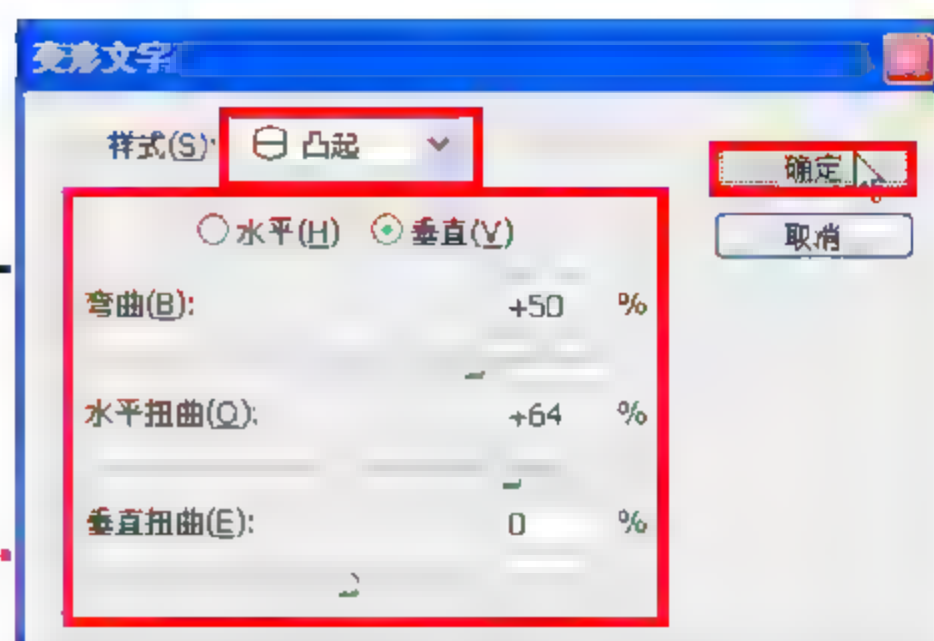 变形文字
样式(S): 凸起
确定
水平(H) 垂直(V)
取消
弯曲(B): +50 %
水平扭曲(O): +64 %
垂直扭曲(E): 0 %